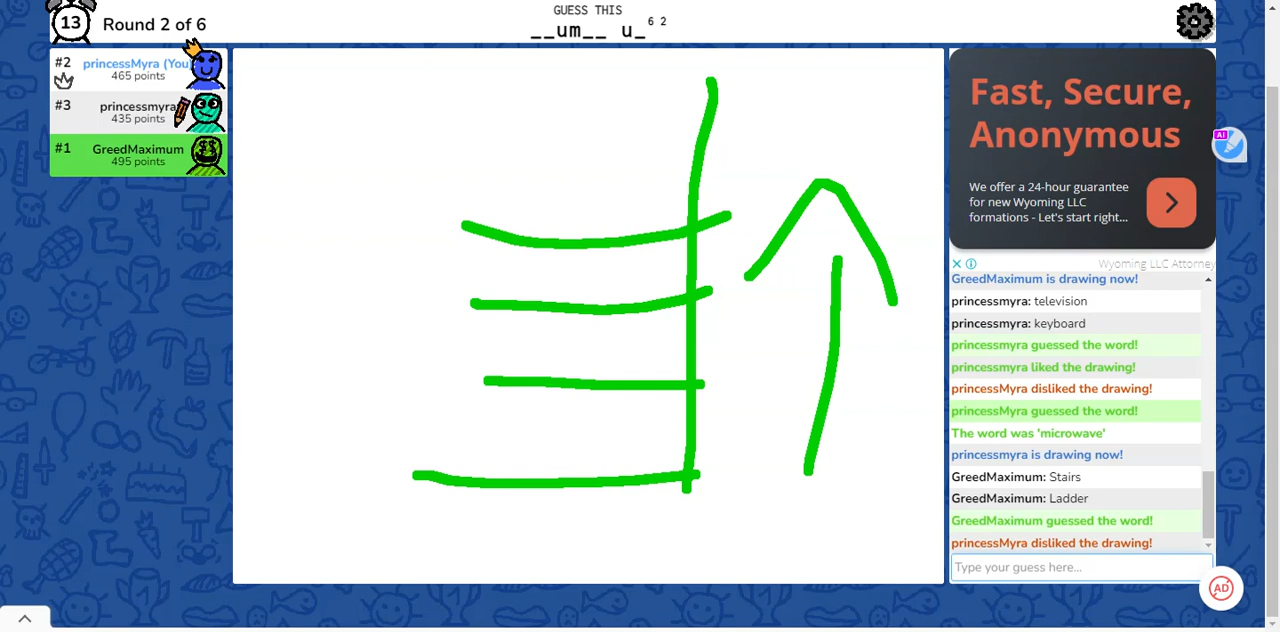 13
Round 2 of 6
GUESS THIS
__um__ u_ 6 2
#2
princessMyra (You)
465 points
#3
princessmyra
435 points
#1
GreedMaximum
495 points
Fast, Secure,
Anonymous
We offer a 24-hour guarantee
for new Wyoming LLC
formations - Let's start right...
AI
Wyoming LLC Attorney
GreedMaximum is drawing now!
princessmyra: television
princessmyra: keyboard
princessmyra guessed the word!
princessmyra liked the drawing!
princessMyra disliked the drawing!
princessMyra guessed the word!
The word was 'microwave'
princessmyra is drawing now!
GreedMaximum: Stairs
GreedMaximum: Ladder
GreedMaximum guessed the word!
princessMyra disliked the drawing!
Type your guess here...
AD